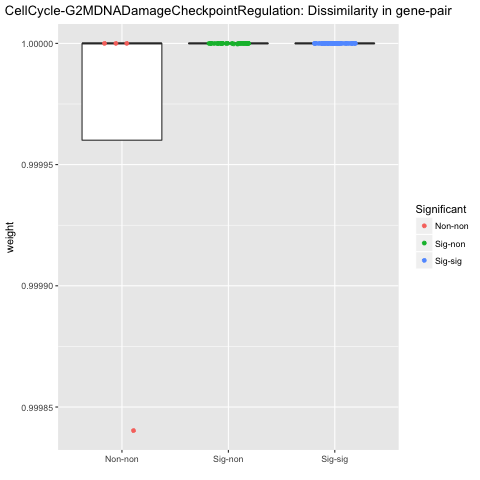 CellCycle-G2MDNADamageCheckpointRegulation: Dissimilarity in gene-pair
weight
1.00000
0.99995
0.99990
0.99985
Non-non
Sig-non
Sig-sig
Significant
Non-non
Sig-non
Sig-sig